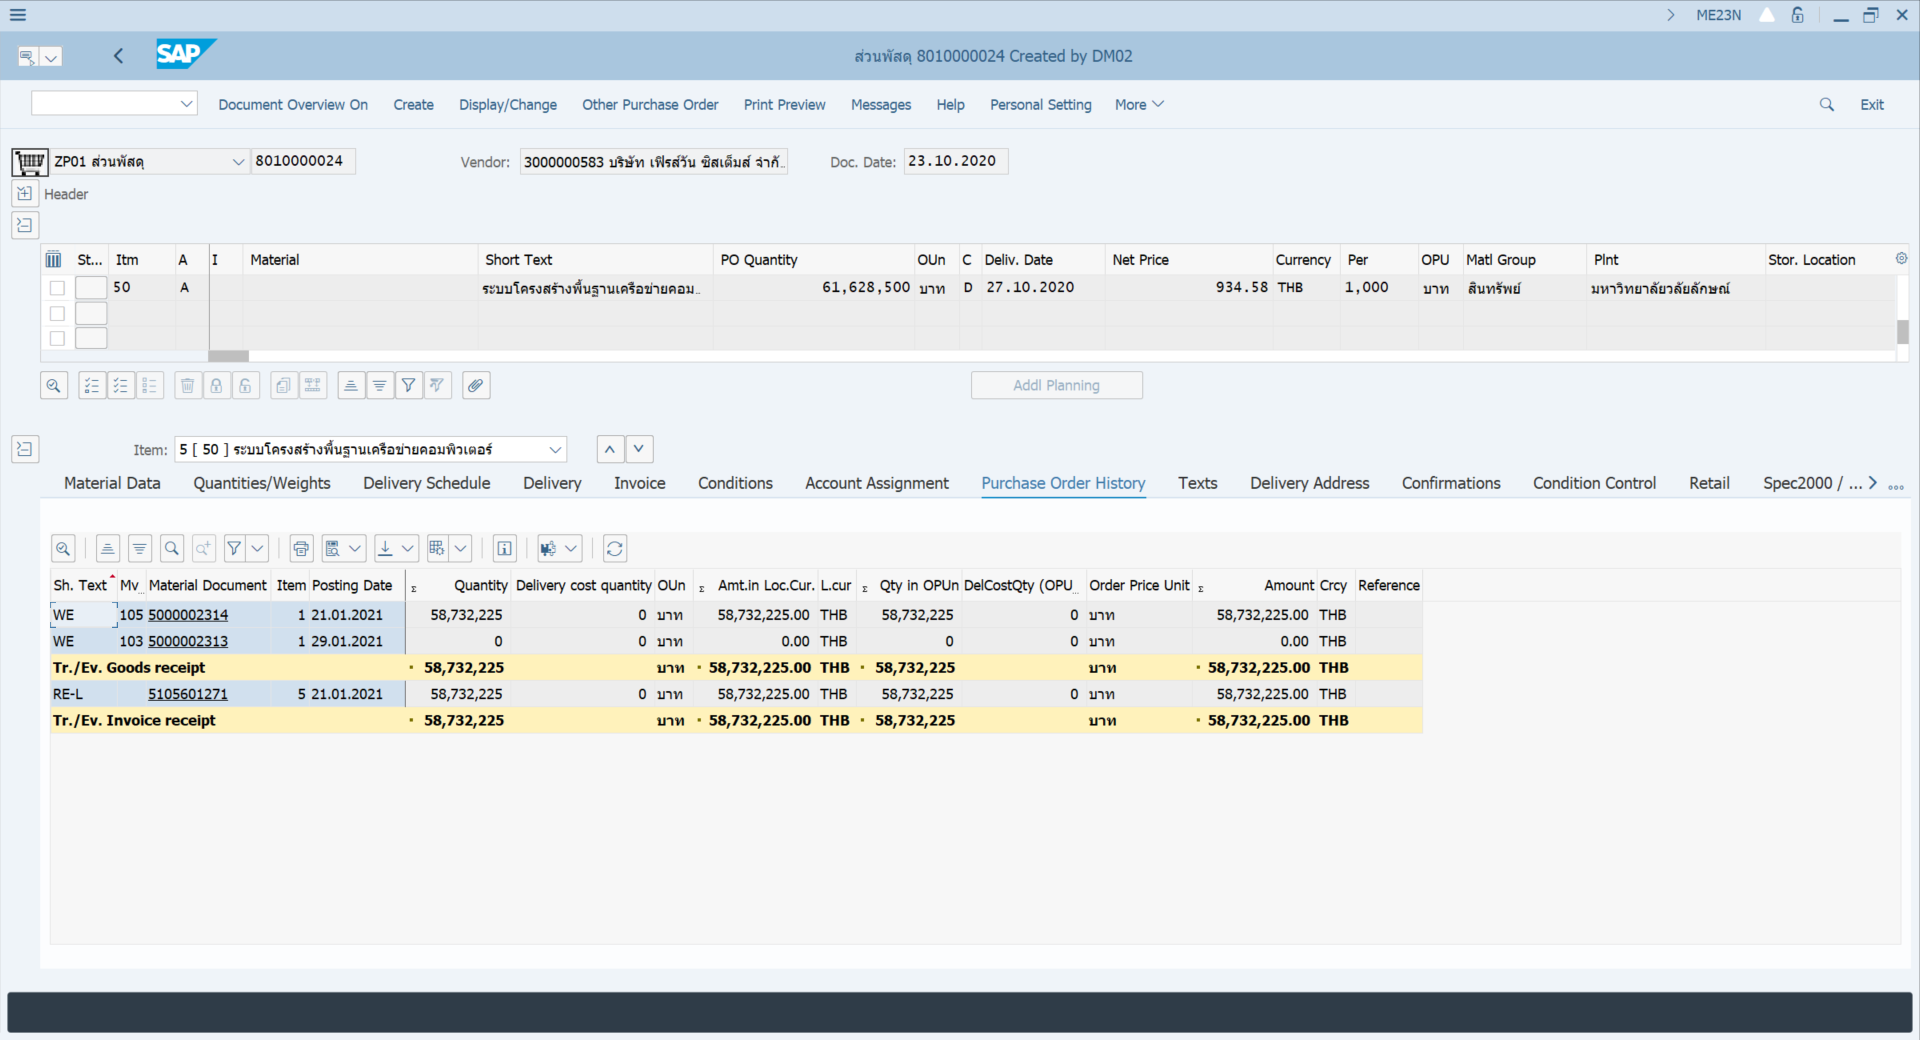 ME23N
SAP
ส่วนพัสดุ 8010000024 Created by DM02
Document Overview On Create Display/Change Other Purchase Order Print Preview Messages Help Personal Setting More Exit
ZP01 ส่วนพัสดุ 8010000024 Vendor: 3000000583 บริษัท เฟิรส์วัน ซิสเต็มส์ จำกั.. Doc. Date: 23.10.2020
Header
St... Itm A I Material Short Text PO Quantity OUn C Deliv. Date Net Price Currency Per OPU Matl Group Plnt Stor. Location
50 A ระบบโครงสร้างพื้นฐานเครือข่ายคอม.. 61,628,500 บาท D 27.10.2020 934.58 THB 1,000 บาท สินทรัพย์ มหาวิทยาลัยวลัยลักษณ์
Addl Planning
Item: 5 [ 50 ] ระบบโครงสร้างพื้นฐานเครือข่ายคอมพิวเตอร์
Material Data Quantities/Weights Delivery Schedule Delivery Invoice Conditions Account Assignment Purchase Order History Texts Delivery Address Confirmations Condition Control Retail Spec2000 / ...
Sh. Text Mv.. Material Document Item Posting Date Σ Quantity Delivery cost quantity OUn Σ Amt.in Loc.Cur. L.cur Σ Qty in OPUn DelCostQty (OPU... Order Price Unit Σ Amount Crcy Reference
WE 105 5000002314 1 21.01.2021 58,732,225 0 บาท 58,732,225.00 THB 58,732,225 0 บาท 58,732,225.00 THB
WE 103 5000002313 1 29.01.2021 0 0 บาท 0.00 THB 0 0 บาท 0.00 THB
Tr./Ev. Goods receipt ▪ 58,732,225 บาท ▪ 58,732,225.00 THB ▪ 58,732,225 บาท ▪ 58,732,225.00 THB
RE-L 5105601271 5 21.01.2021 58,732,225 0 บาท 58,732,225.00 THB 58,732,225 0 บาท 58,732,225.00 THB
Tr./Ev. Invoice receipt ▪ 58,732,225 บาท ▪ 58,732,225.00 THB ▪ 58,732,225 บาท ▪ 58,732,225.00 THB